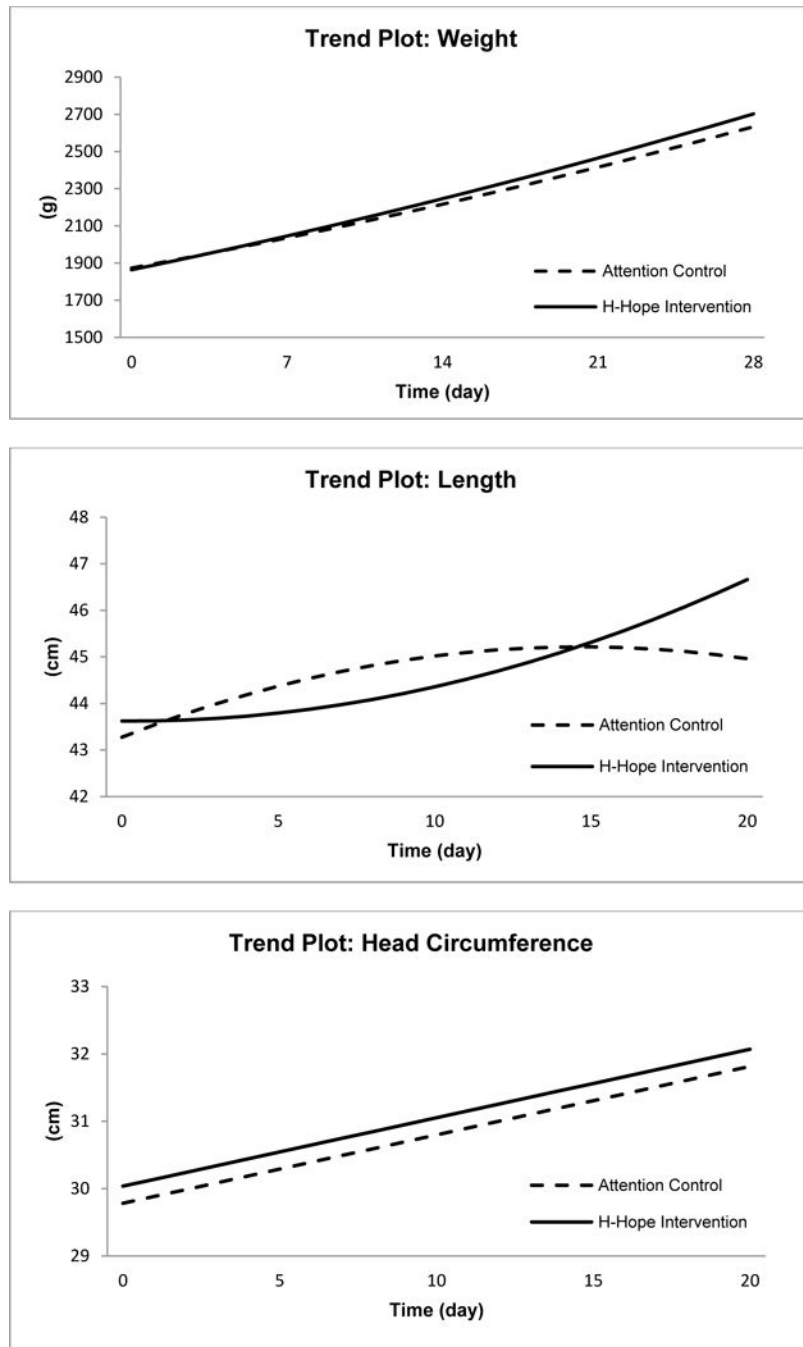 Trend Plot: Weight
2900
2700
2500
2300
2100
1900
1700
1500
(g)
Attention Control
H-Hope Intervention
0 7 14 21 28
Time (day)
Trend Plot: Length
48
47
46
45
44
43
42
(cm)
Attention Control
H-Hope Intervention
0 5 10 15 20
Time (day)
Trend Plot: Head Circumference
33
32
31
30
29
(cm)
Attention Control
H-Hope Intervention
0 5 10 15 20
Time (day)